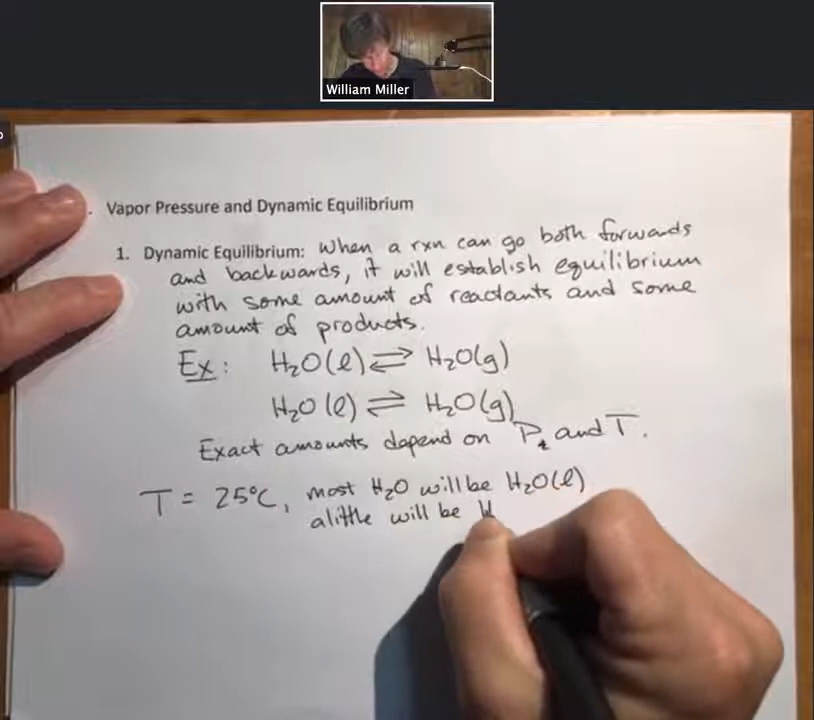 William Miller
Vapor Pressure and Dynamic Equilibrium
1. Dynamic Equilibrium: When a rxn can go both forwards
and backwards, it will establish equilibrium
with some amount of reactants and some
amount of products.
Ex: H₂O(l) ⇄ H₂O(g)
H₂O(l) ⇌ H₂O(g)
Exact amounts depend on P and T.
T = 25°C, most H₂O will be H₂O(l)
alittle will be H